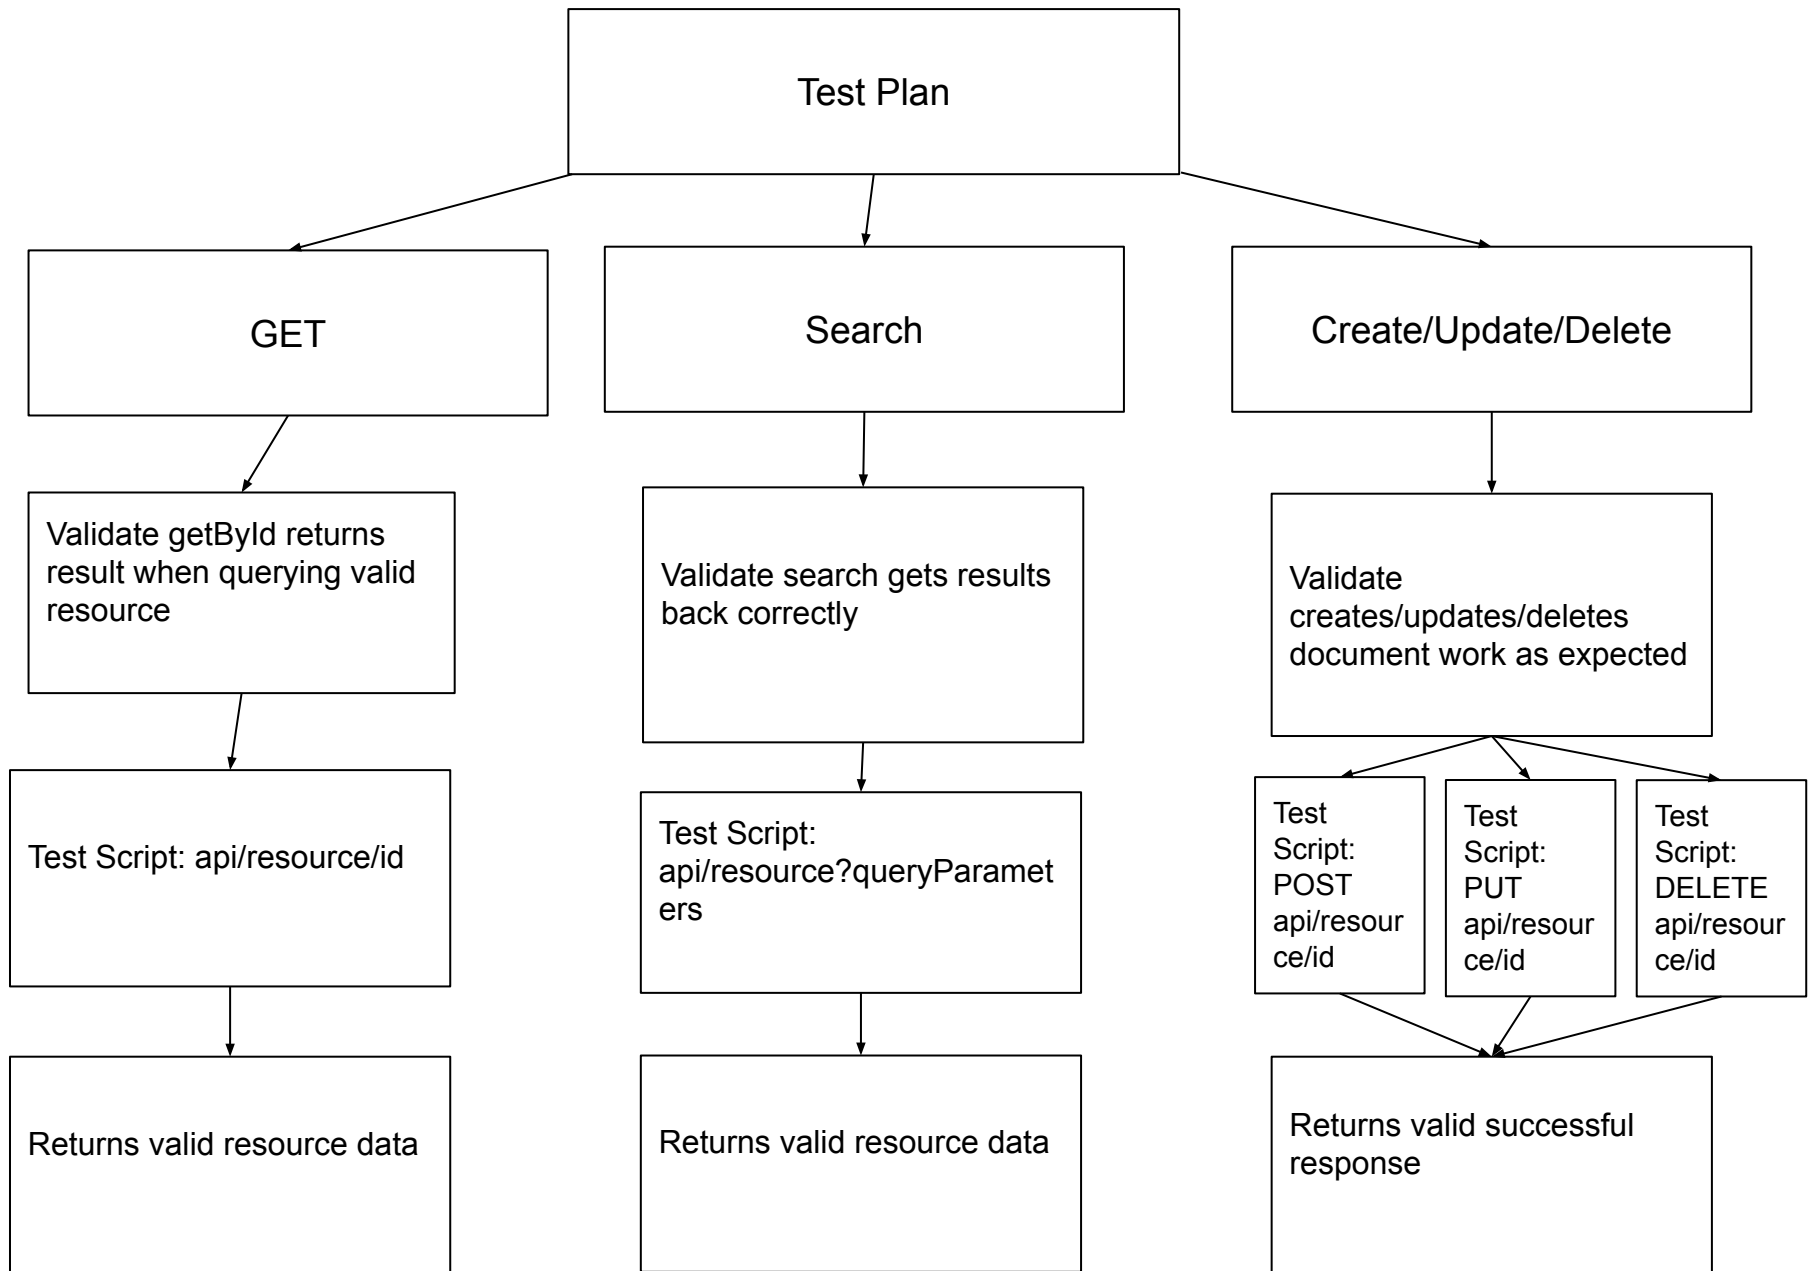 Test Plan
GET
Search
Create/Update/Delete
Validate getById returns
result when querying valid
resource
Validate search gets results
back correctly
Validate
creates/updates/deletes
document work as expected
Test Script: api/resource/id
Test Script:
api/resource?queryParamet
ers
Test
Script:
POST
api/resour
ce/id
Test
Script:
PUT
api/resour
ce/id
Test
Script:
DELETE
api/resour
ce/id
Returns valid resource data
Returns valid resource data
Returns valid successful
response